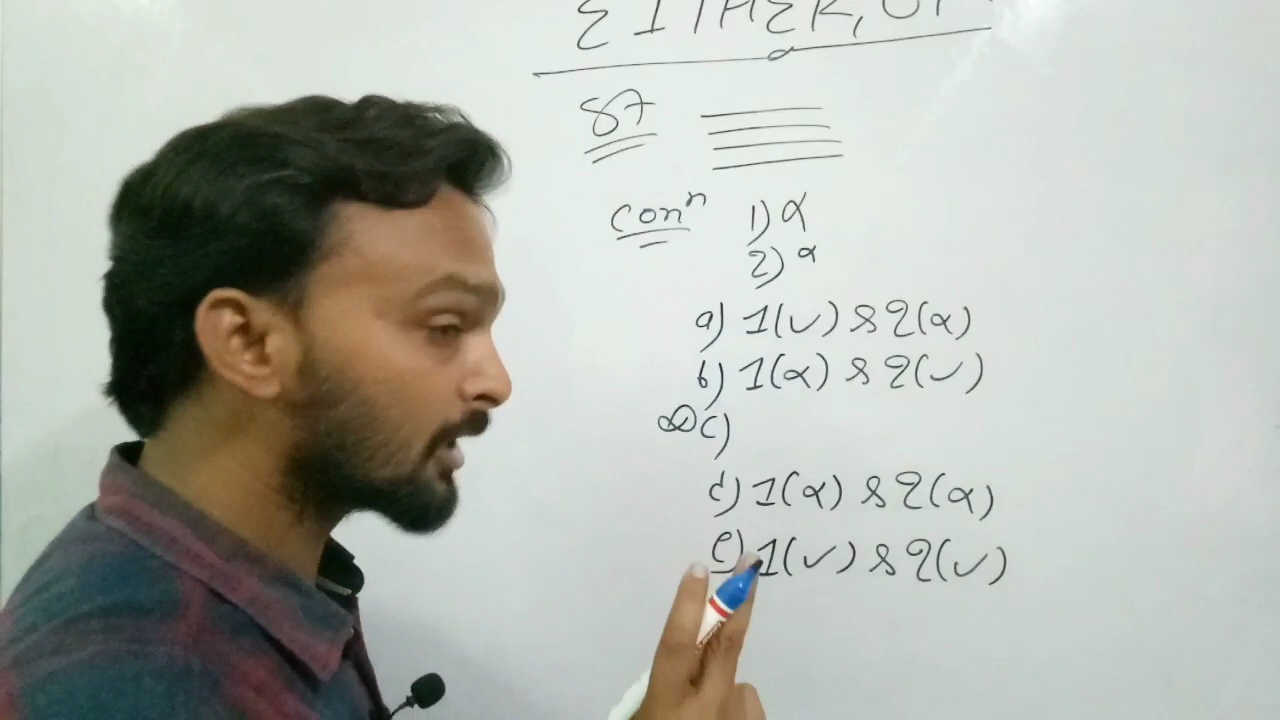 EITHER, OR
ST
Conⁿ 1) α
2) α
a) 1(✓) & 2(α)
b) 1(α) & 2(✓)
c)
d) 1(α) & 2(α)
e) 1(✓) & 2(✓)